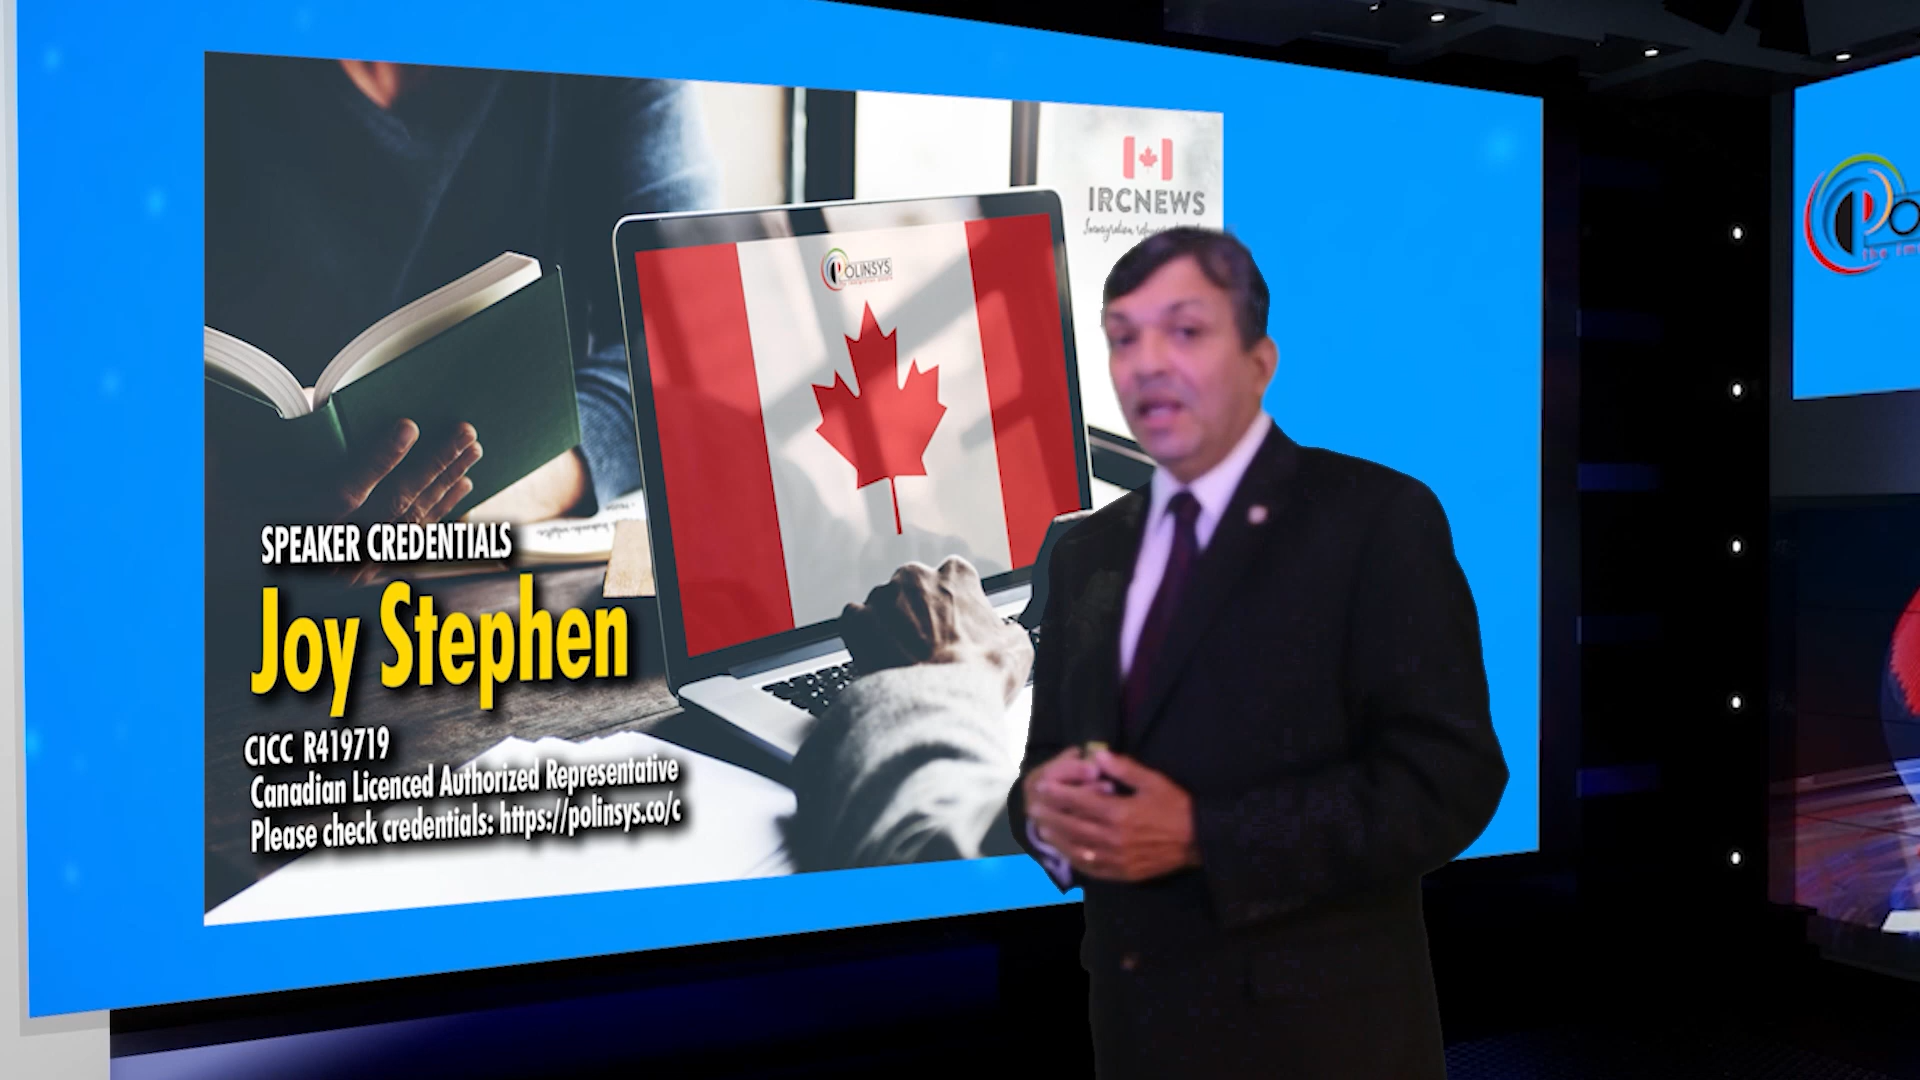 IRCNEWS
POLINSYS
SPEAKER CREDENTIALS
Joy Stephen
CICC R419719
Canadian Licenced Authorized Representative
Please check credentials: https://polinsys.co/c